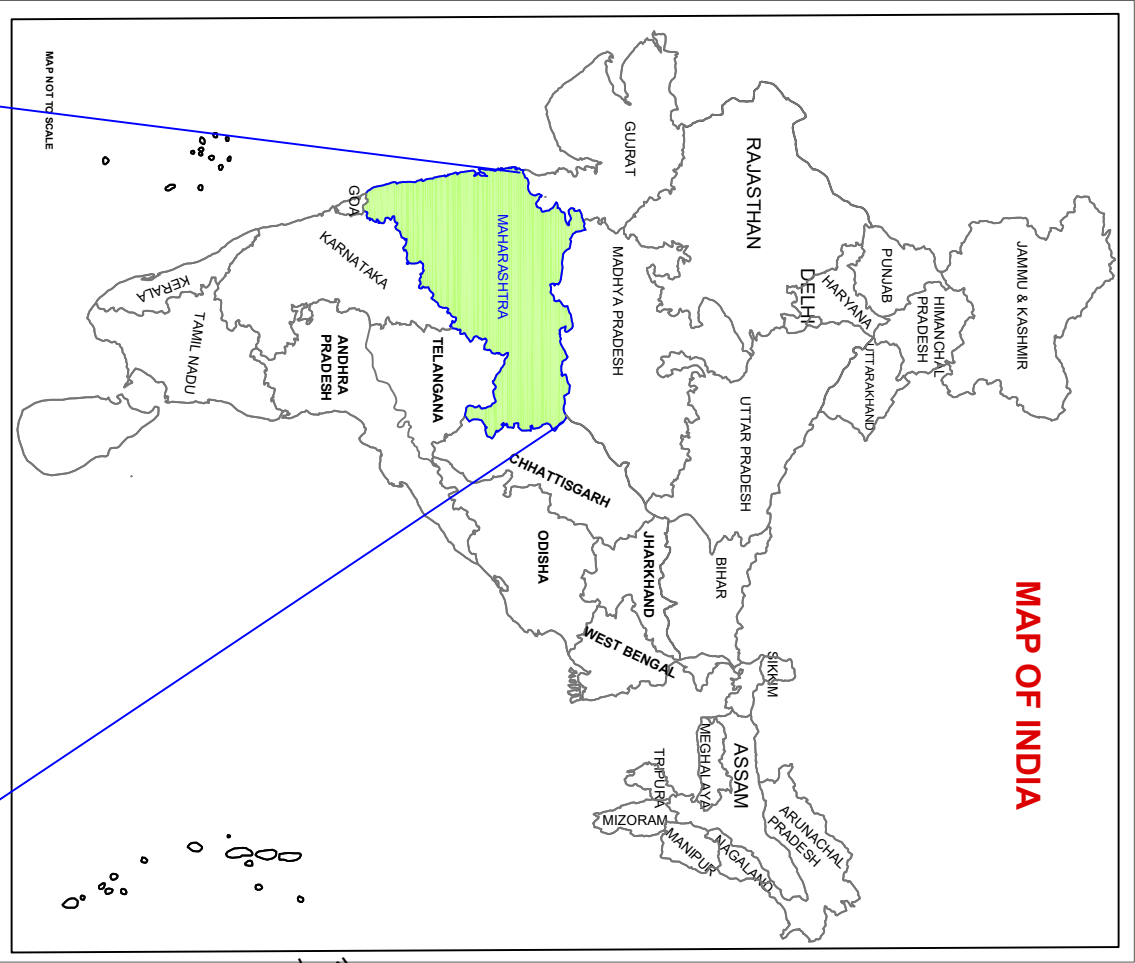 MAP OF INDIA
JAMMU & KASHMIR
HIMANCHAL
PRADESH
PUNJAB
UTTARAKHAND
HARYANA
DELHI
RAJASTHAN
UTTAR PRADESH
SIKKIM
ARUNACHAL
PRADESH
BIHAR
ASSAM
MEGHALAYA
NAGALAND
MANIPUR
TRIPURA
MIZORAM
GUJRAT
MADHYA PRADESH
JHARKHAND
WEST BENGAL
CHHATTISGARH
ODISHA
MAHARASHTRA
TELANGANA
GOA
KARNATAKA
ANDHRA
PRADESH
KERALA
TAMIL NADU
MAP NOT TO SCALE